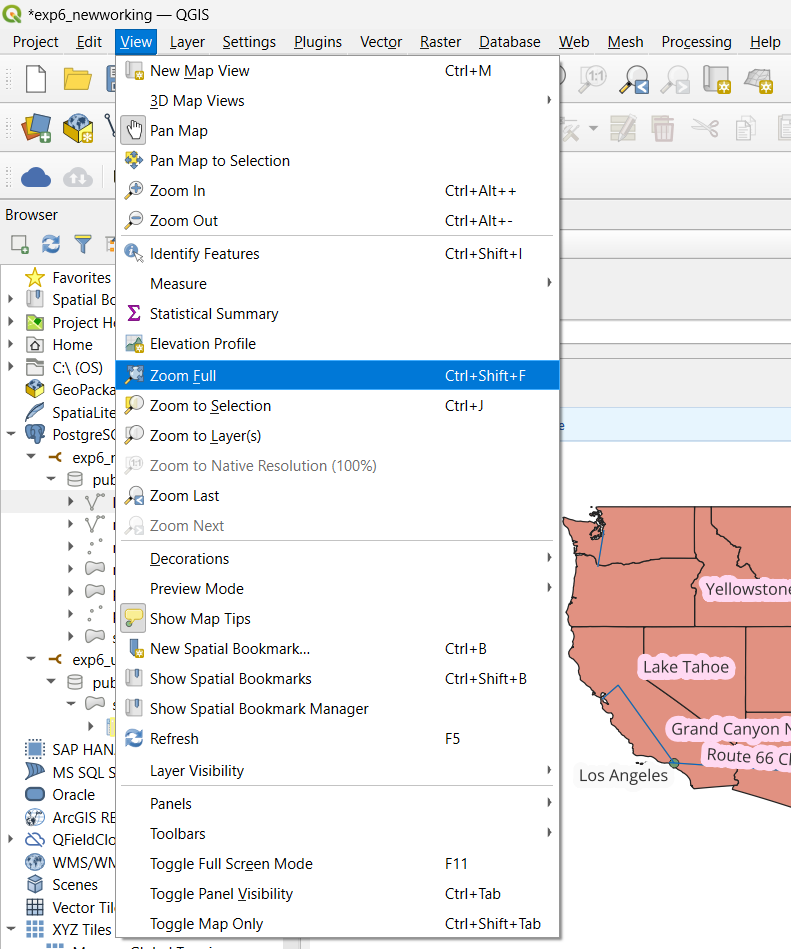 *exp6_newworking — QGIS
Project Edit View Layer Settings Plugins Vector Raster Database Web Mesh Processing Help
New Map View Ctrl+M
3D Map Views
Pan Map
Pan Map to Selection
Zoom In Ctrl+Alt++
Zoom Out Ctrl+Alt+-
Identify Features Ctrl+Shift+I
Measure
Statistical Summary
Elevation Profile
Zoom Full Ctrl+Shift+F
Zoom to Selection Ctrl+J
Zoom to Layer(s)
Zoom to Native Resolution (100%)
Zoom Last
Zoom Next
Decorations
Preview Mode
Show Map Tips
New Spatial Bookmark... Ctrl+B
Show Spatial Bookmarks Ctrl+Shift+B
Show Spatial Bookmark Manager
Refresh F5
Layer Visibility
Panels
Toolbars
Toggle Full Screen Mode F11
Toggle Panel Visibility Ctrl+Tab
Toggle Map Only Ctrl+Shift+Tab
1:1
Browser
Favorites
Spatial Bo
Project Ho
Home
C:\ (OS)
GeoPacka
SpatiaLite
PostgreSQ
exp6_n
pub
exp6_u
pub
SAP HAN
MS SQL S
Oracle
ArcGIS RE
QFieldClo
WMS/WM
Scenes
Vector Tile
XYZ Tiles
Yellowstone
Lake Tahoe
Grand Canyon N
Route 66 Cl
Los Angeles